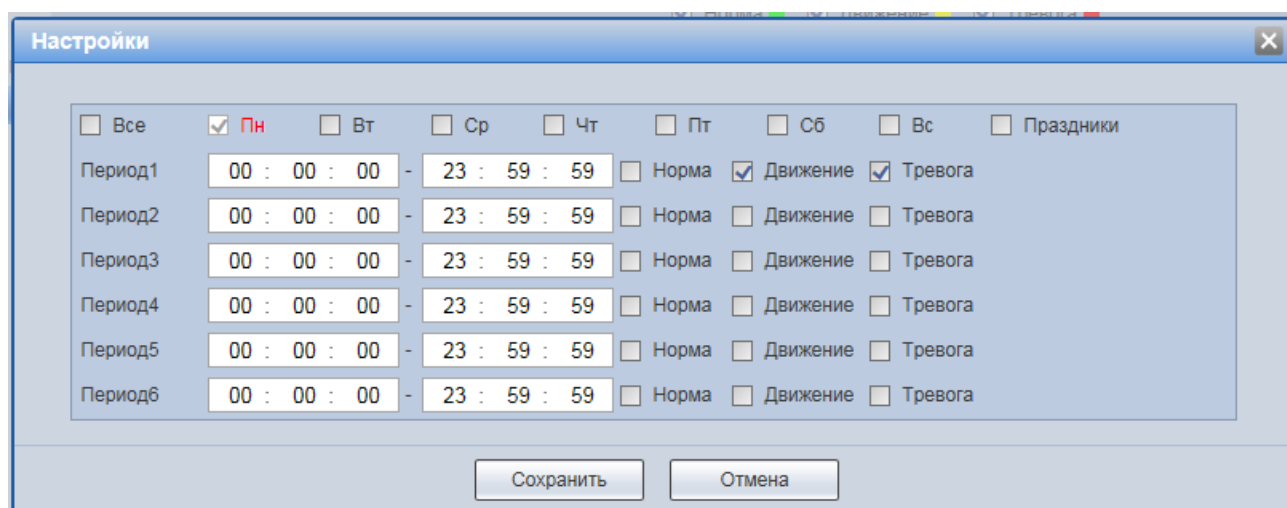 Норма Движение Тревога
Настройки
Все Пн Вт Ср Чт Пт Сб Вс Праздники
Период1 00 : 00 : 00 - 23 : 59 : 59 Норма Движение Тревога
Период2 00 : 00 : 00 - 23 : 59 : 59 Норма Движение Тревога
Период3 00 : 00 : 00 - 23 : 59 : 59 Норма Движение Тревога
Период4 00 : 00 : 00 - 23 : 59 : 59 Норма Движение Тревога
Период5 00 : 00 : 00 - 23 : 59 : 59 Норма Движение Тревога
Период6 00 : 00 : 00 - 23 : 59 : 59 Норма Движение Тревога
Сохранить Отмена